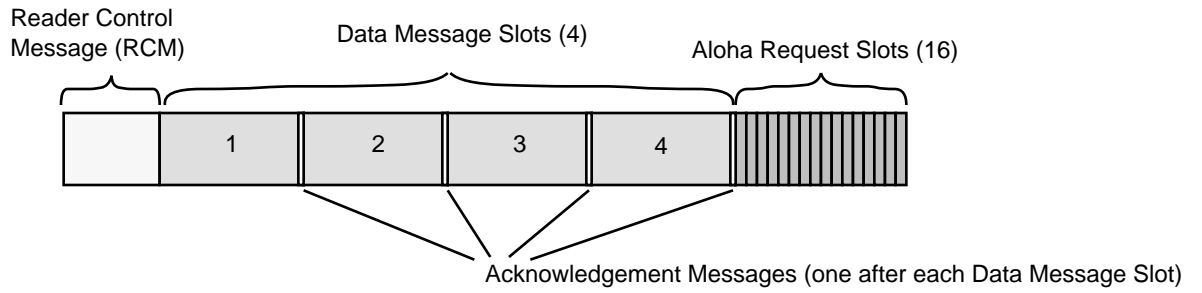 Reader Control
Message (RCM)
Data Message Slots (4)
Aloha Request Slots (16)
1
2
3
4
Acknowledgement Messages (one after each Data Message Slot)